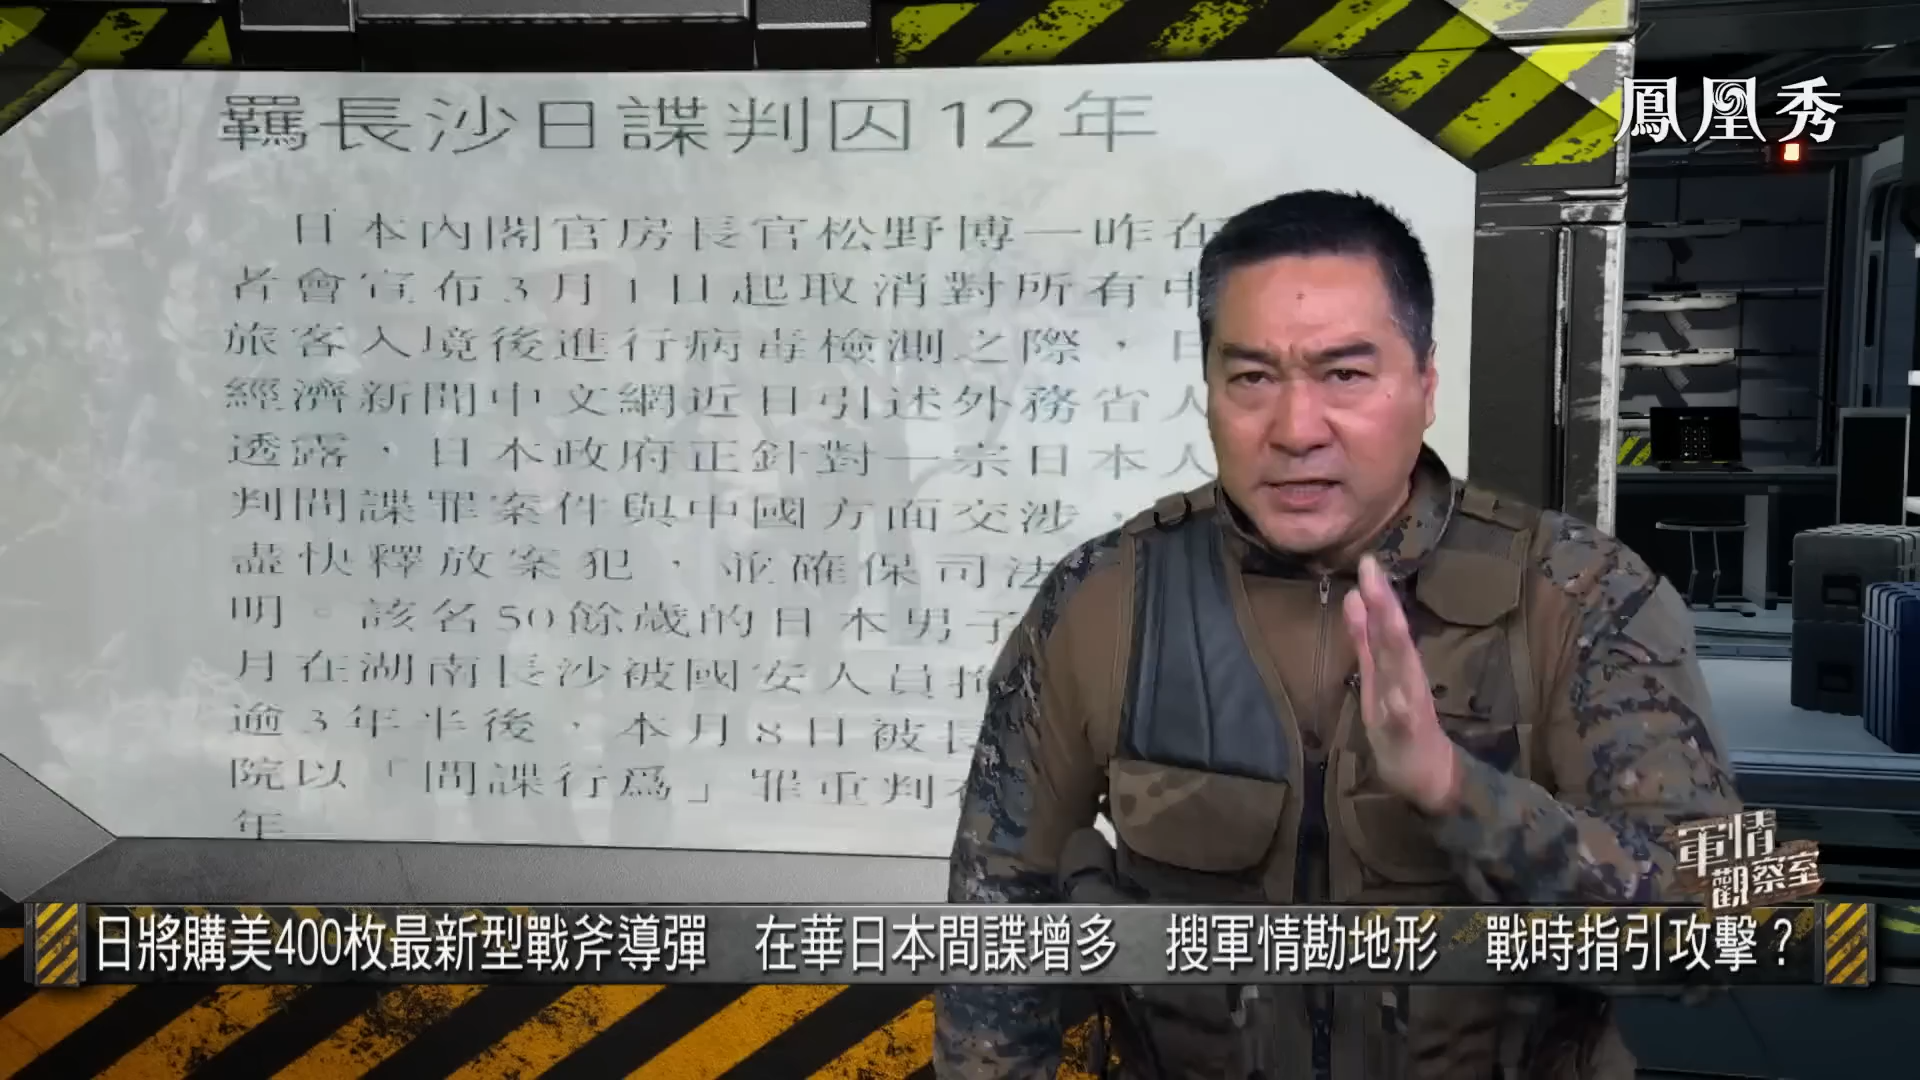 鳳凰秀
羈長沙日諜判囚12年
日本內閣官房長官松野博一昨在
者會宣布3月1日起取消對所有中
旅客入境後進行病毒檢測之際，日
經濟新聞中文網近日引述外務省人
透露，日本政府正針對一宗日本人
判間諜罪案件與中國方面交涉，
盡快釋放案犯，並確保司法
明。該名50餘歲的日本男子
月在湖南長沙被國安人員拘
逾3年半後，本月8日被長
院以「間諜行爲」罪重判有
年
軍情
觀察室
日將購美400枚最新型戰斧導彈 在華日本間諜增多 搜軍情勘地形 戰時指引攻擊？